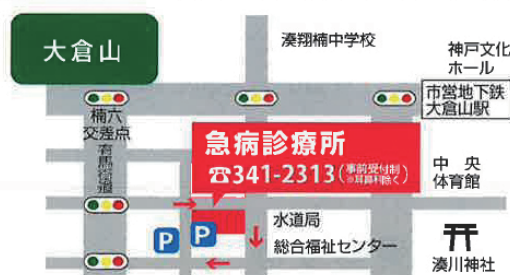 大倉山
湊翔楠中学校
神戸文化
ホール
市営地下鉄
大倉山駅
楠六
交差点
有馬街道
急病診療所
☎341-2313(事前受付制
※耳鼻科除く)
中央
体育館
水道局
総合福祉センター
P
P
湊川神社